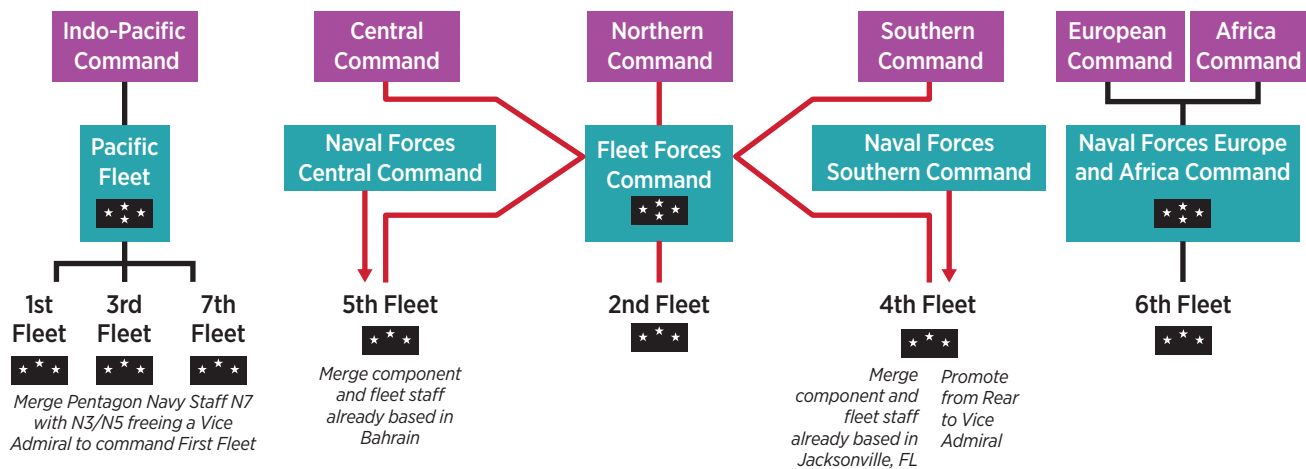 Indo-Pacific
Command
Central
Command
Northern
Command
Southern
Command
European
Command
Africa
Command
Pacific
Fleet
Naval Forces
Central Command
Fleet Forces
Command
Naval Forces
Southern Command
Naval Forces Europe
and Africa Command
1st
Fleet
3rd
Fleet
7th
Fleet
5th Fleet
2nd Fleet
4th Fleet
6th Fleet
Merge Pentagon Navy Staff N7
with N3/N5 freeing a Vice
Admiral to command First Fleet
Merge component
and fleet staff
already based in
Bahrain
Merge
component and
fleet staff
already based in
Jacksonville, FL
Promote
from Rear
to Vice
Admiral